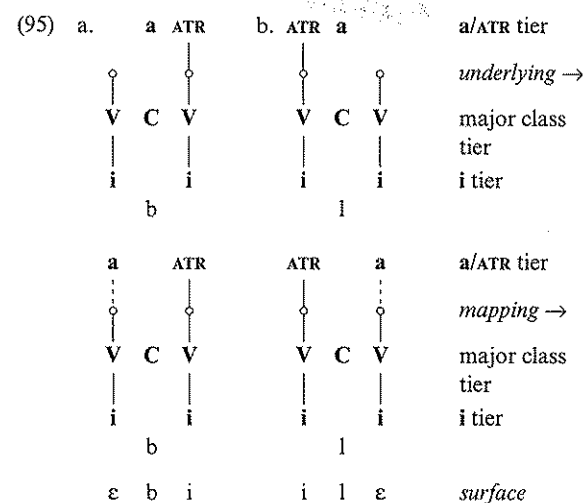 (95) a. a ATR b. ATR a a/ATR tier
underlying →
V C V V C V major class
tier
i i i i i tier
b l
a ATR ATR a a/ATR tier
mapping →
V C V V C V major class
tier
i i i i i tier
b l
ε b i i l ε surface